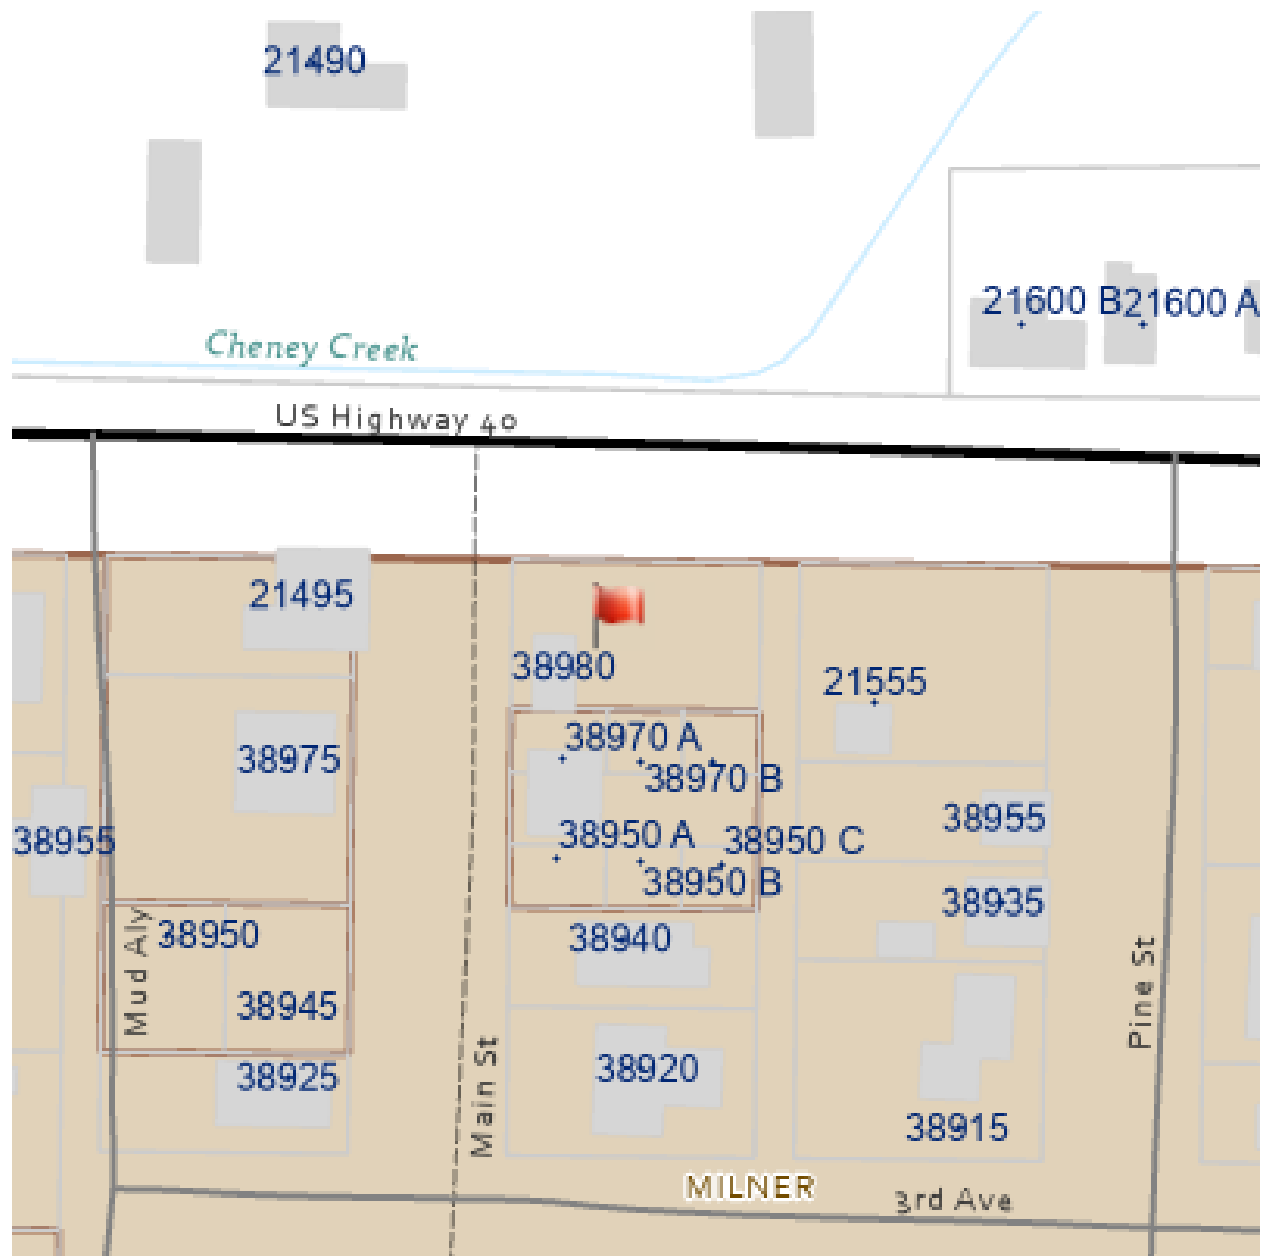 21490
21600 B
21600 A
Cheney Creek
US Highway 40
21495
38980
21555
38970 A
38975
38970 B
38955
38955
38950 A
38950 C
38950 B
38935
Mud Aly
38950
38940
38945
Pine St
38925
Main St
38920
38915
MILNER
3rd Ave